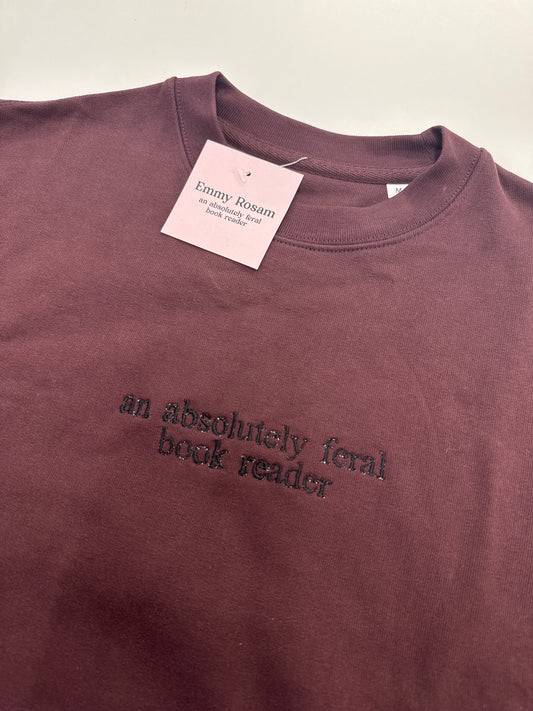 Emmy Rosam
an absolutely feral
book reader
M
an absolutely feral
book reader